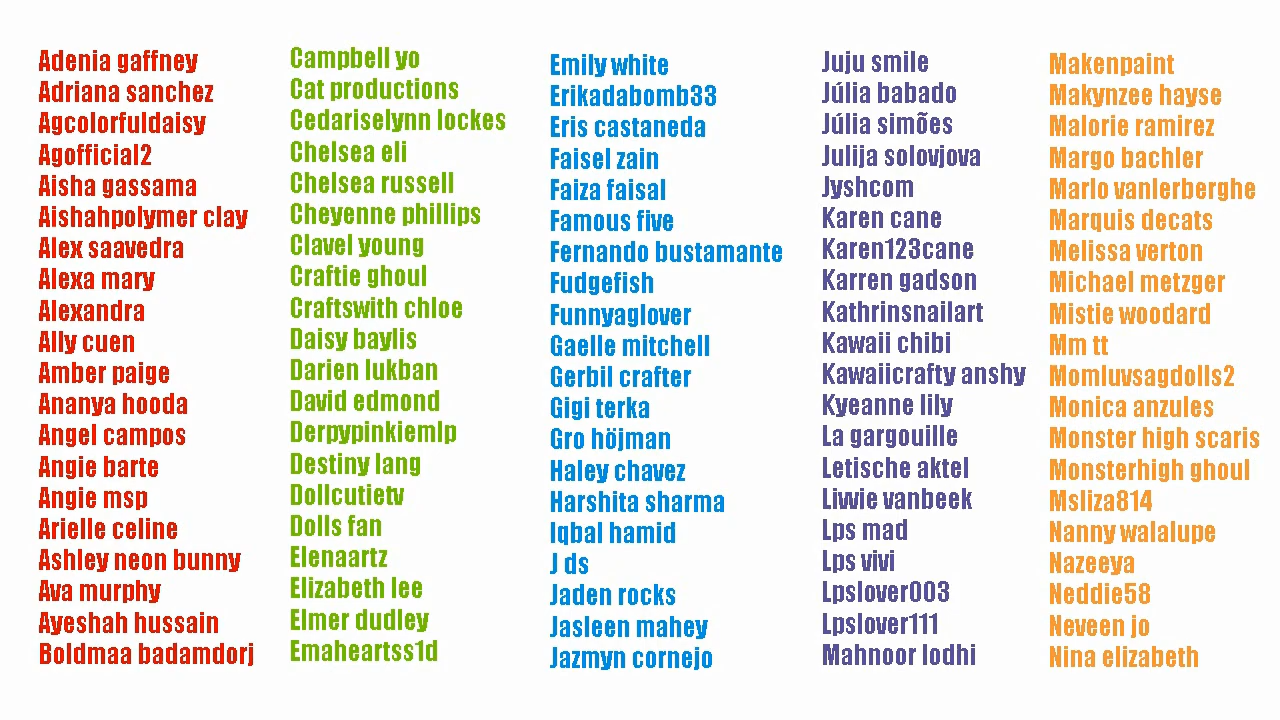 Adenia gaffney
Adriana sanchez
Agcolorfuldaisy
Agofficial2
Aisha gassama
Aishahpolymer clay
Alex saavedra
Alexa mary
Alexandra
Ally cuen
Amber paige
Ananya hooda
Angel campos
Angie barte
Angie msp
Arielle celine
Ashley neon bunny
Ava murphy
Ayeshah hussain
Boldmaa badamdorj
Campbell yo
Cat productions
Cedariselynn lockes
Chelsea eli
Chelsea russell
Cheyenne phillips
Clavel young
Craftie ghoul
Craftswith chloe
Daisy baylis
Darien lukban
David edmond
Derpypinkiemlp
Destiny lang
Dollcutietv
Dolls fan
Elenaartz
Elizabeth lee
Elmer dudley
Emaheartss1d
Emily white
Erikadabomb33
Eris castaneda
Faisel zain
Faiza faisal
Famous five
Fernando bustamante
Fudgefish
Funnyaglover
Gaelle mitchell
Gerbil crafter
Gigi terka
Gro höjman
Haley chavez
Harshita sharma
Iqbal hamid
J ds
Jaden rocks
Jasleen mahey
Jazmyn cornejo
Juju smile
Júlia babado
Júlia simões
Julija solovjova
Jyshcom
Karen cane
Karen123cane
Karren gadson
Kathrinsnailart
Kawaii chibi
Kawaiicrafty anshy
Kyeanne lily
La gargouille
Letische aktel
Liwie vanbeek
Lps mad
Lps vivi
Lpslover003
Lpslover111
Mahnoor lodhi
Makenpaint
Makynzee hayse
Malorie ramirez
Margo bachler
Marlo vanlerberghe
Marquis decats
Melissa verton
Michael metzger
Mistie woodard
Mm tt
Momluvsagdolls2
Monica anzules
Monster high scaris
Monsterhigh ghoul
Msliza814
Nanny walalupe
Nazeeya
Neddie58
Neveen jo
Nina elizabeth